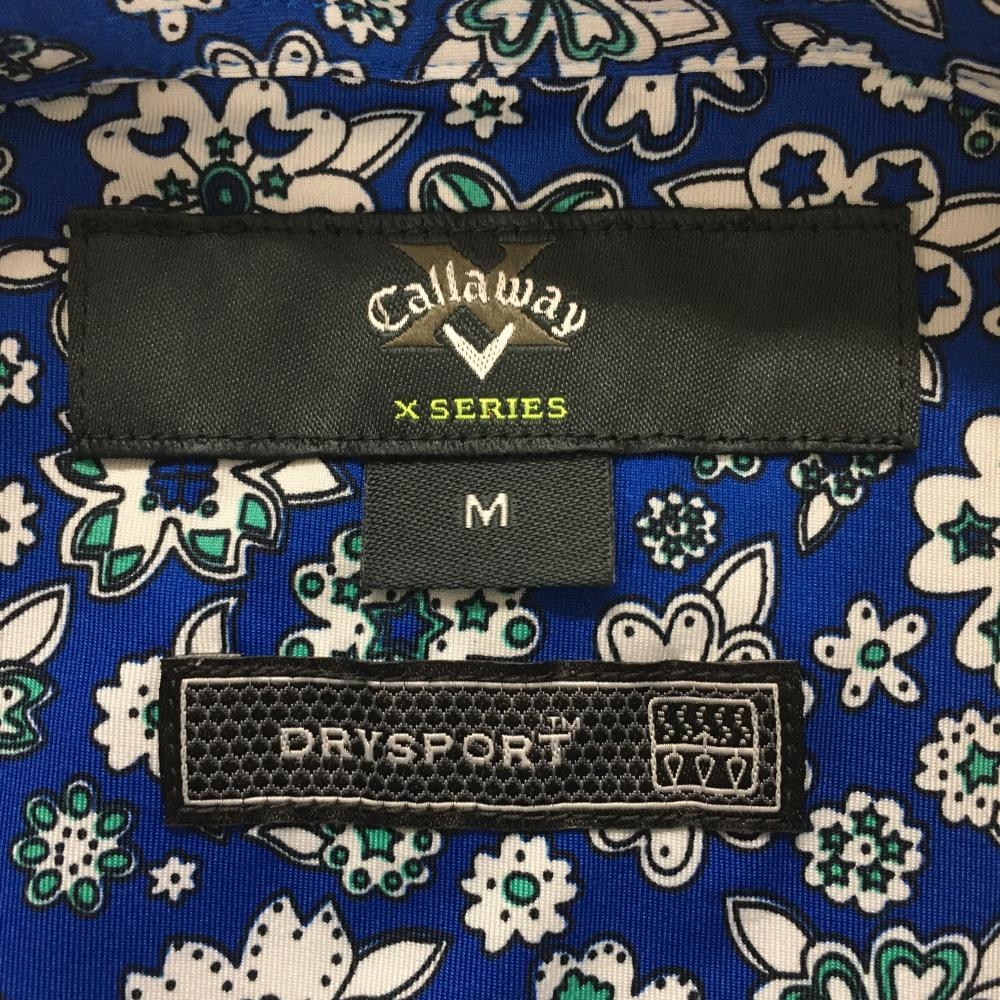 Callaway
X SERIES
M
DRYSPORT™